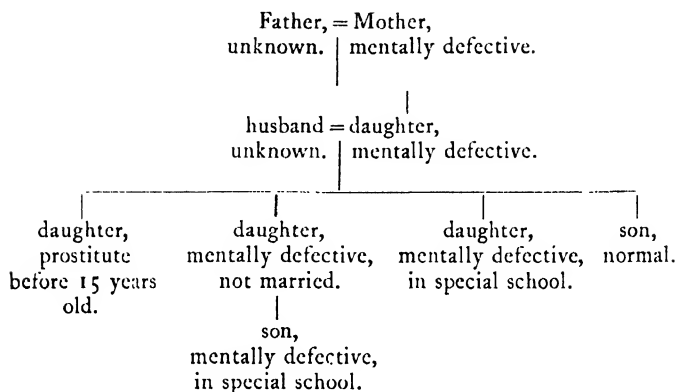 Father, = Mother,
unknown. mentally defective.
husband = daughter,
unknown. mentally defective.
daughter, daughter, daughter, son,
prostitute mentally defective, mentally defective, normal.
before 15 years not married. in special school.
old.
son,
mentally defective,
in special school.